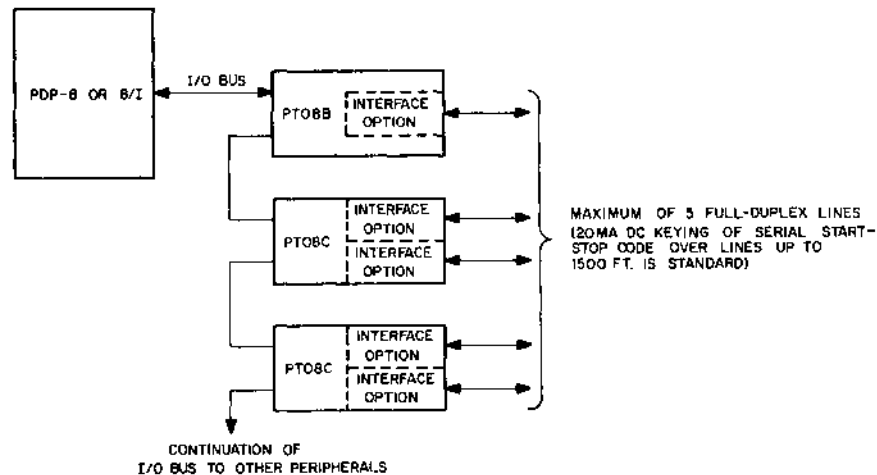 PDP-8 OR 8/I
I/O BUS
PT08B
INTERFACE
OPTION
PT08C
INTERFACE
OPTION
INTERFACE
OPTION
PT08C
INTERFACE
OPTION
INTERFACE
OPTION
MAXIMUM OF 5 FULL-DUPLEX LINES
(20MA DC KEYING OF SERIAL START-
STOP CODE OVER LINES UP TO
1500 FT. IS STANDARD)
CONTINUATION OF
I/O BUS TO OTHER PERIPHERALS